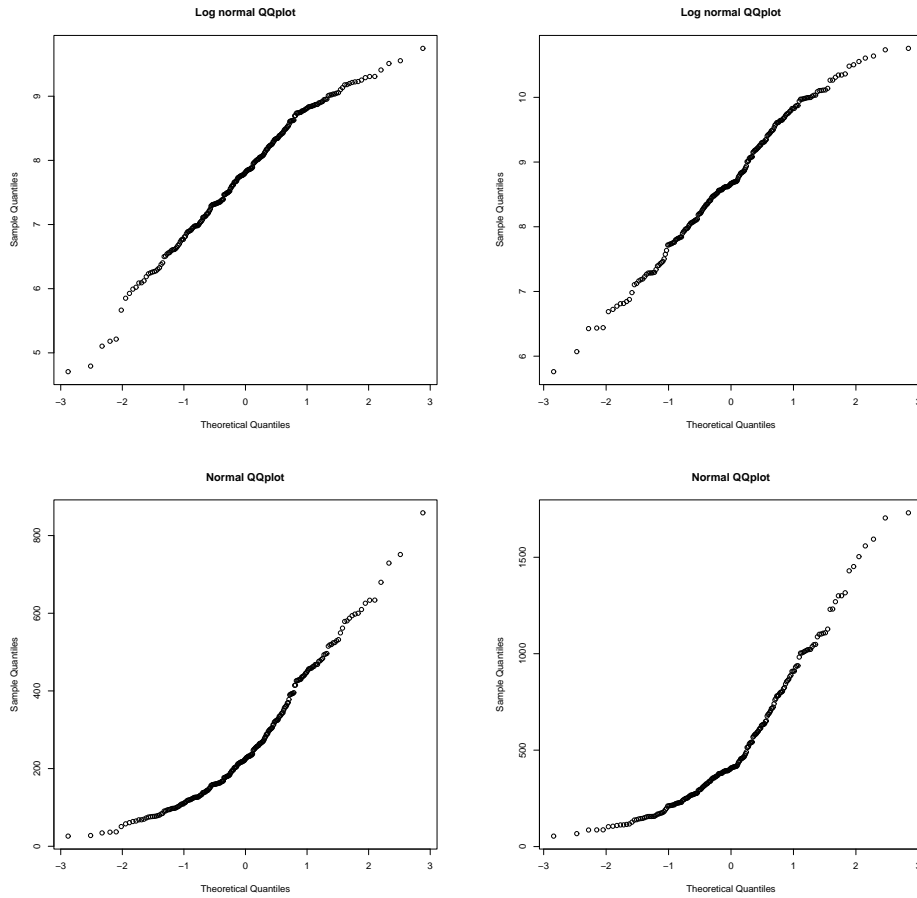 Log normal QQplot
Sample Quantiles
9
8
7
6
5
−3 −2 −1 0 1 2 3
Theoretical Quantiles
Log normal QQplot
Sample Quantiles
10
9
8
7
6
−3 −2 −1 0 1 2 3
Theoretical Quantiles
Normal QQplot
Sample Quantiles
800
600
400
200
0
−3 −2 −1 0 1 2 3
Theoretical Quantiles
Normal QQplot
Sample Quantiles
1500
1000
500
0
−3 −2 −1 0 1 2 3
Theoretical Quantiles